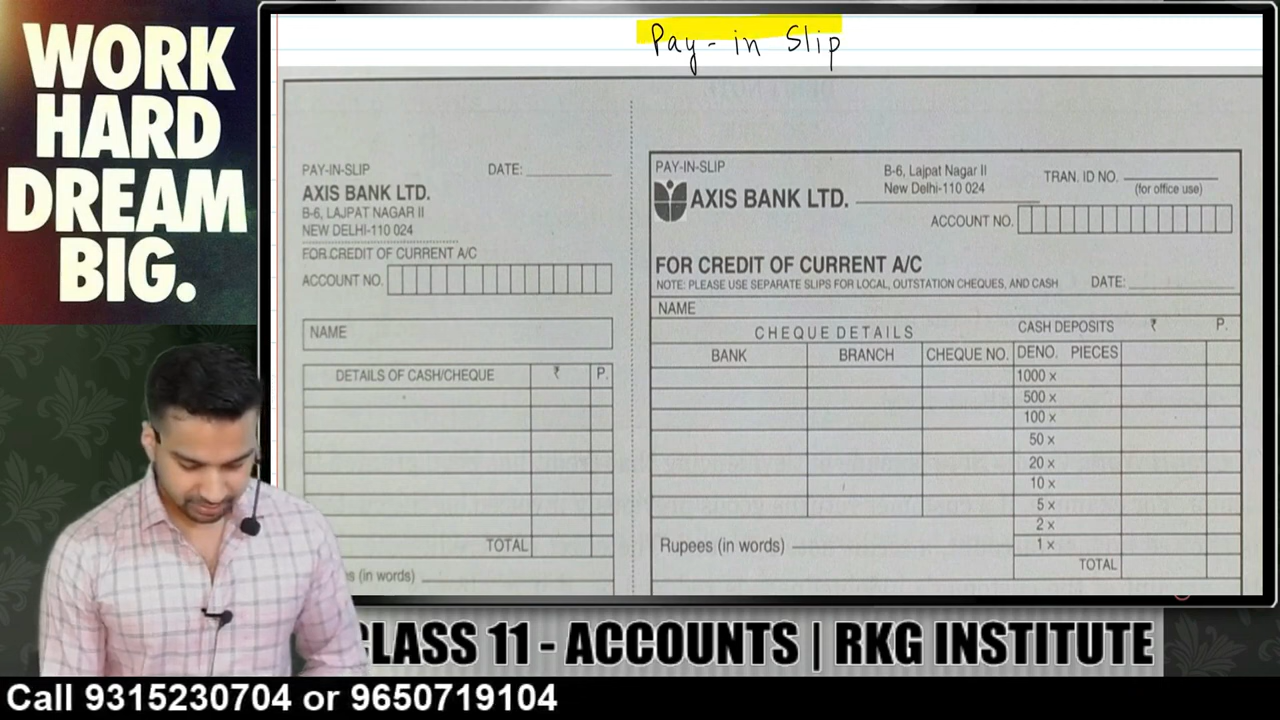 WORK
HARD
DREAM
BIG.
Pay-in Slip
PAY-IN-SLIP DATE:
AXIS BANK LTD.
B-6, LAJPAT NAGAR II
NEW DELHI-110 024
FOR CREDIT OF CURRENT A/C
ACCOUNT NO.
NAME
DETAILS OF CASH/CHEQUE ₹ P.
TOTAL
(in words)
PAY-IN-SLIP
AXIS BANK LTD.
B-6, Lajpat Nagar II
New Delhi-110 024
TRAN. ID NO.
(for office use)
ACCOUNT NO.
FOR CREDIT OF CURRENT A/C
NOTE: PLEASE USE SEPARATE SLIPS FOR LOCAL, OUTSTATION CHEQUES, AND CASH DATE:
NAME
CHEQUE DETAILS CASH DEPOSITS ₹ P.
BANK BRANCH CHEQUE NO. DENO. PIECES
1000 x
500 x
100 x
50 x
20 x
10 x
5 x
2 x
Rupees (in words) 1 x
TOTAL
CLASS 11 - ACCOUNTS | RKG INSTITUTE
Call 9315230704 or 9650719104